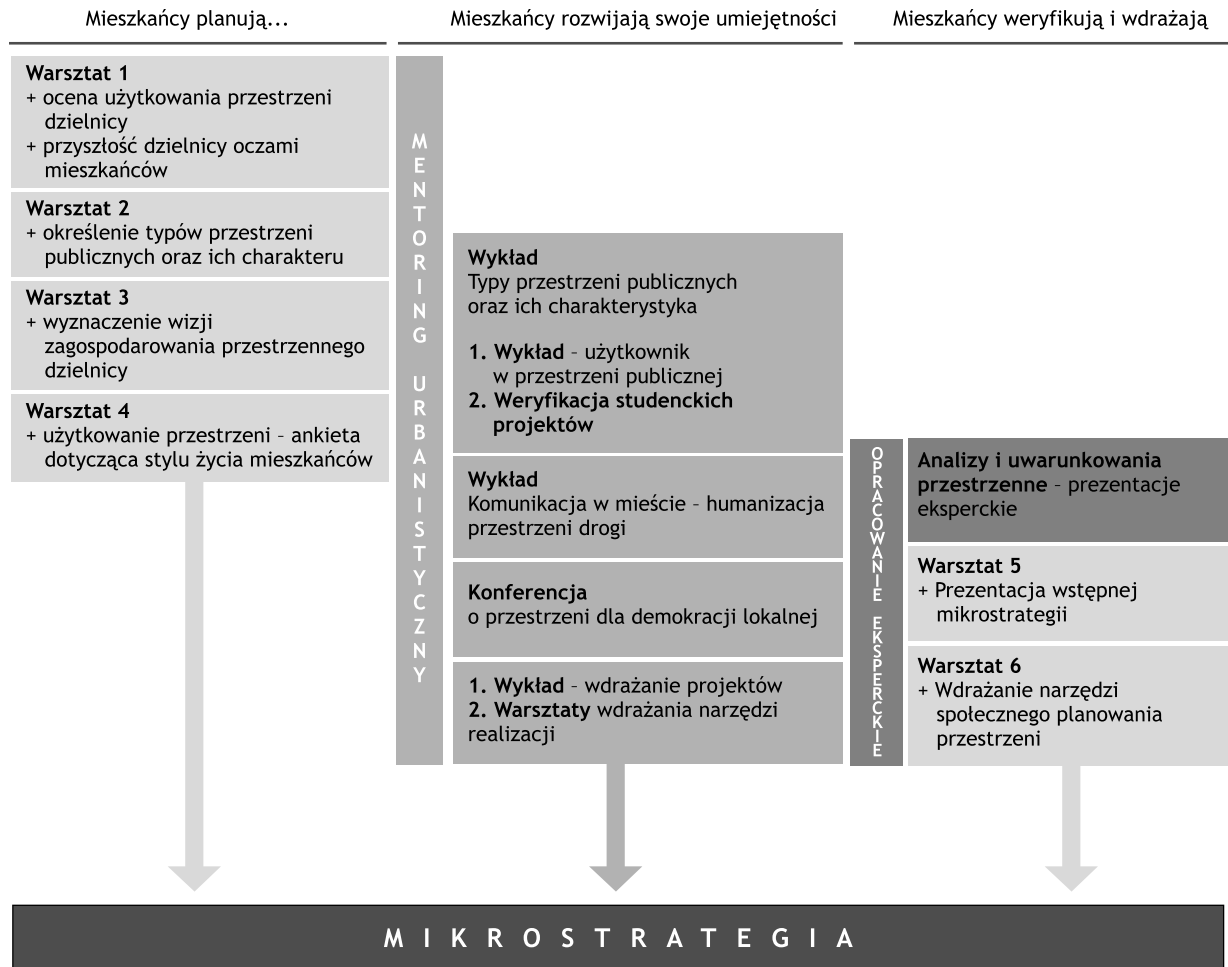 Mieszkańcy planują...
Mieszkańcy rozwijają swoje umiejętności
Mieszkańcy weryfikują i wdrażają
Warsztat 1
+ ocena użytkowania przestrzeni
dzielnicy
+ przyszłość dzielnicy oczami
mieszkańców
Warsztat 2
+ określenie typów przestrzeni
publicznych oraz ich charakteru
Warsztat 3
+ wyznaczenie wizji
zagospodarowania przestrzennego
dzielnicy
Warsztat 4
+ użytkowanie przestrzeni – ankieta
dotycząca stylu życia mieszkańców
MENTORING URBANISTYCZNY
Wykład
Typy przestrzeni publicznych
oraz ich charakterystyka
1. Wykład – użytkownik
w przestrzeni publicznej
2. Weryfikacja studenckich
projektów
Wykład
Komunikacja w mieście – humanizacja
przestrzeni drogi
Konferencja
o przestrzeni dla demokracji lokalnej
1. Wykład – wdrażanie projektów
2. Warsztaty wdrażania narzędzi
realizacji
OPRACOWANIE EKSPERCKIE
Analizy i uwarunkowania
przestrzenne – prezentacje
eksperckie
Warsztat 5
+ Prezentacja wstępnej
mikrostrategii
Warsztat 6
+ Wdrażanie narzędzi
społecznego planowania
przestrzeni
MIKROSTRATEGIA